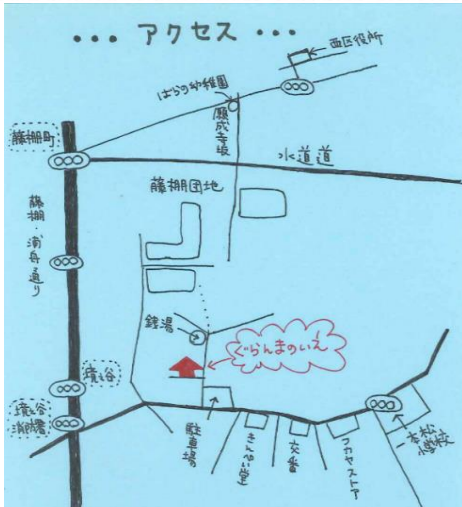 ••• アクセス •••
西区役所
はらの幼稚園
願成寺坂
藤棚町
水道道
藤棚団地
藤棚・浦舟通り
銭湯
ぐらんまのいえ
境之谷
境之谷
消防署
駐車場
きんせい堂
交番
フカヤストア
一本松
小学校